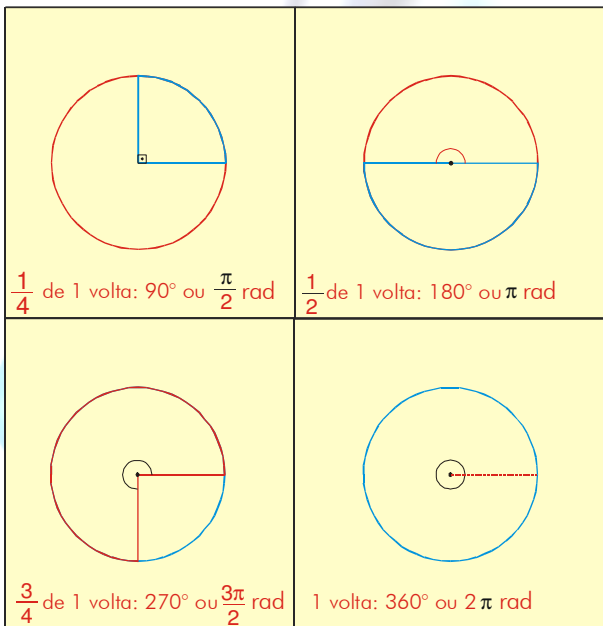 1/4 de 1 volta: 90° ou π/2 rad
1/2 de 1 volta: 180° ou π rad
3/4 de 1 volta: 270° ou 3π/2 rad
1 volta: 360° ou 2 π rad